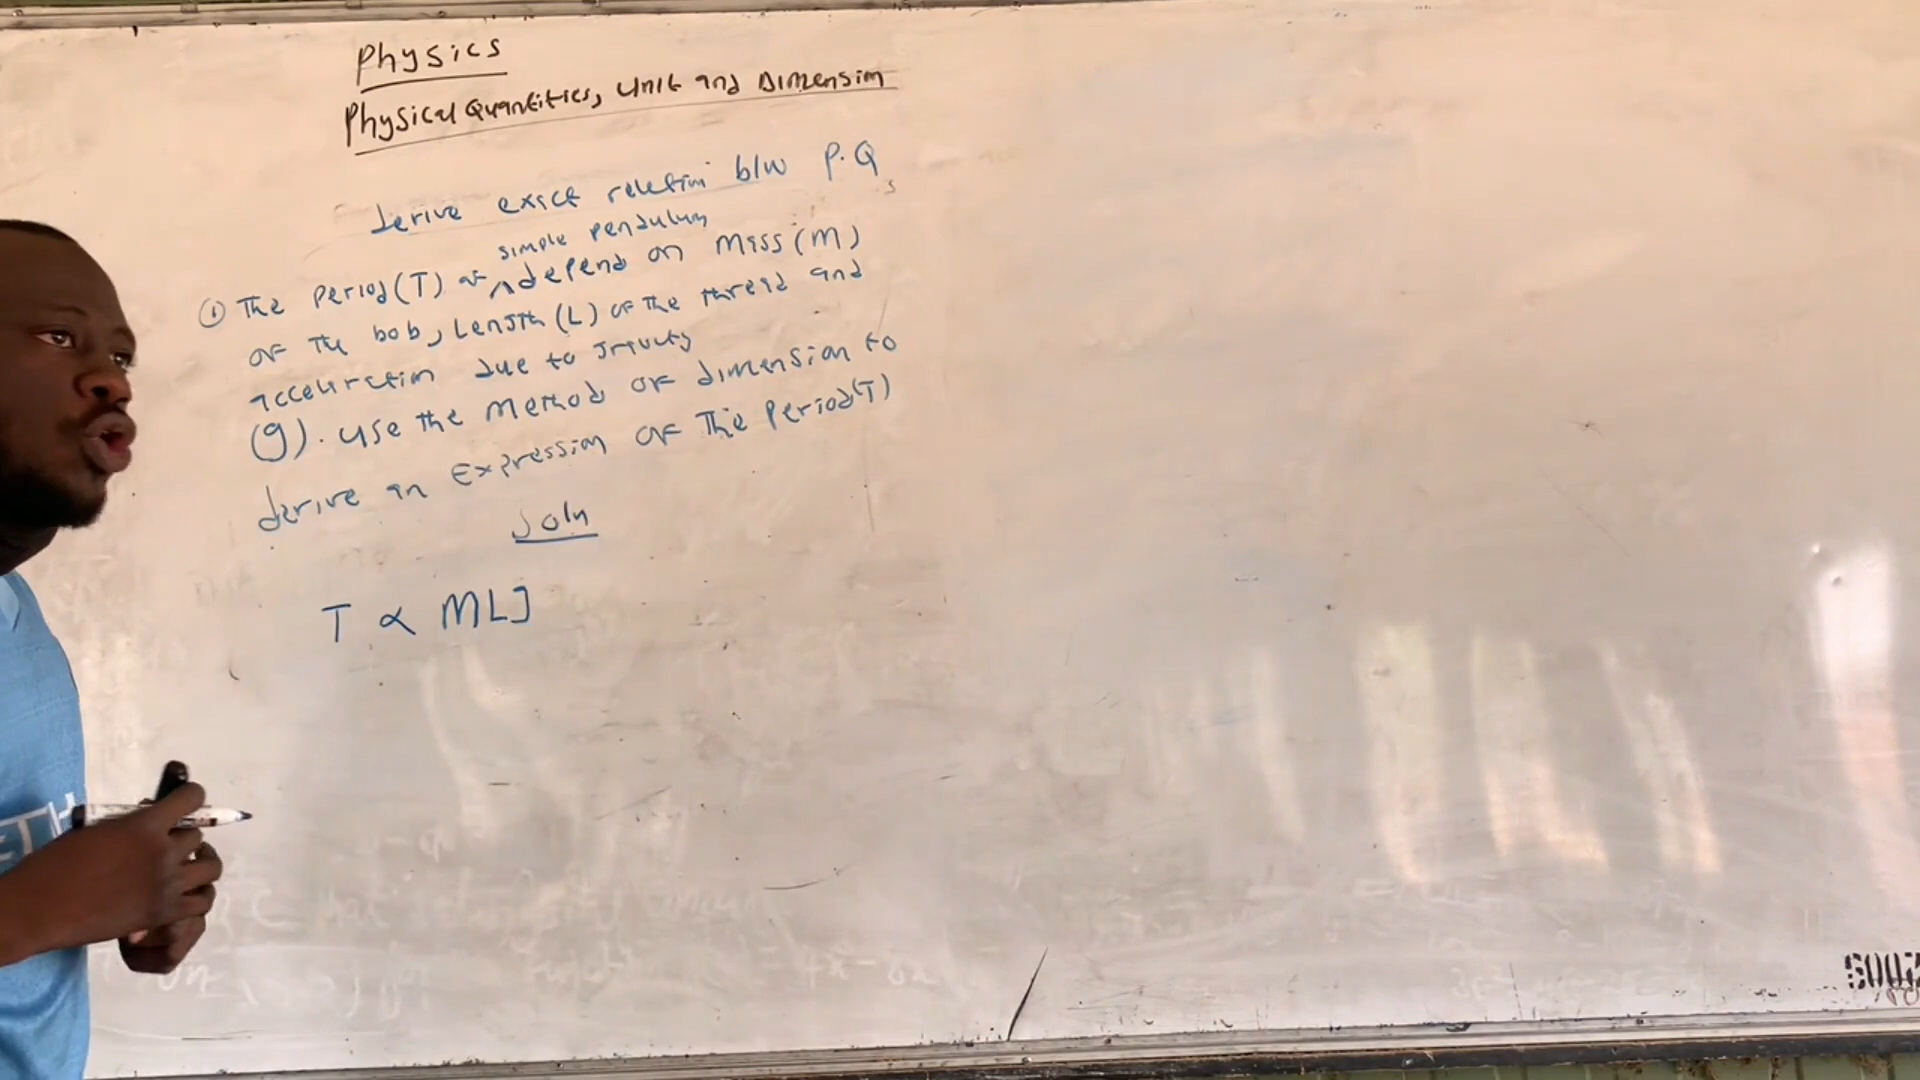 Physics
Physical Quantities, Unit and Dimension
Derive exact relation b/w P.Qs
simple pendulum
① The period (T) of ^ depend on mass (m)
of the bob, Length (L) of the thread and
acceleration due to gravity
(g). Use the method of dimension to
derive an Expression of The period (T)
Soln
T ∝ MLg